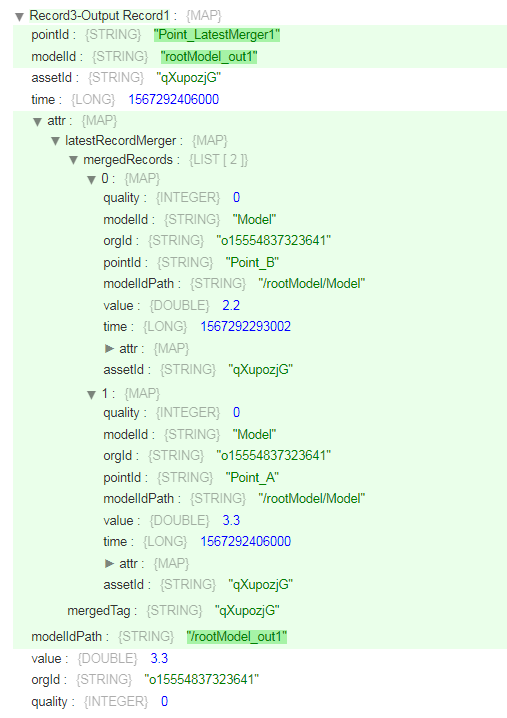 Record3-Output Record1 : {MAP}
pointId : {STRING} "Point_LatestMerger1"
modelId : {STRING} "rootModel_out1"
assetId : {STRING} "qXupozjG"
time : {LONG} 1567292406000
attr : {MAP}
latestRecordMerger : {MAP}
mergedRecords : {LIST [ 2 ]}
0 : {MAP}
quality : {INTEGER} 0
modelId : {STRING} "Model"
orgId : {STRING} "o15554837323641"
pointId : {STRING} "Point_B"
modelIdPath : {STRING} "/rootModel/Model"
value : {DOUBLE} 2.2
time : {LONG} 1567292293002
attr : {MAP}
assetId : {STRING} "qXupozjG"
1 : {MAP}
quality : {INTEGER} 0
modelId : {STRING} "Model"
orgId : {STRING} "o15554837323641"
pointId : {STRING} "Point_A"
modelIdPath : {STRING} "/rootModel/Model"
value : {DOUBLE} 3.3
time : {LONG} 1567292406000
attr : {MAP}
assetId : {STRING} "qXupozjG"
mergedTag : {STRING} "qXupozjG"
modelIdPath : {STRING} "/rootModel_out1"
value : {DOUBLE} 3.3
orgId : {STRING} "o15554837323641"
quality : {INTEGER} 0